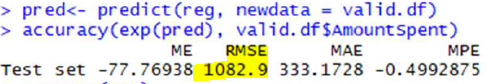 > pred<- predict(reg, newdata = valid.df)
> accuracy(exp(pred), valid.df$AmountSpent)
ME RMSE MAE MPE
Test set -77.76938 1082.9 333.1728 -0.4992875